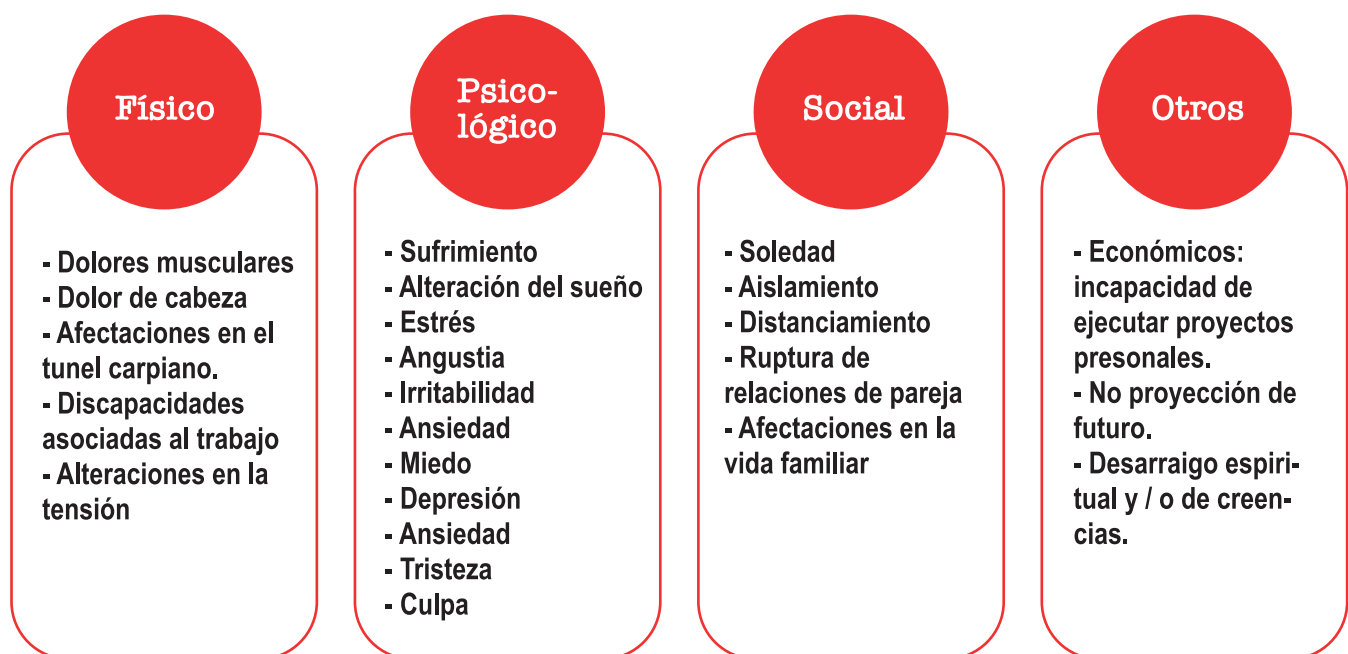 Físico
- Dolores musculares
- Dolor de cabeza
- Afectaciones en el
tunel carpiano.
- Discapacidades
asociadas al trabajo
- Alteraciones en la
tensión
Psico-
lógico
- Sufrimiento
- Alteración del sueño
- Estrés
- Angustia
- Irritabilidad
- Ansiedad
- Miedo
- Depresión
- Ansiedad
- Tristeza
- Culpa
Social
- Soledad
- Aislamiento
- Distanciamiento
- Ruptura de
relaciones de pareja
- Afectaciones en la
vida familiar
Otros
- Económicos:
incapacidad de
ejecutar proyectos
presonales.
- No proyección de
futuro.
- Desarraigo espiri-
tual y / o de creen-
cias.